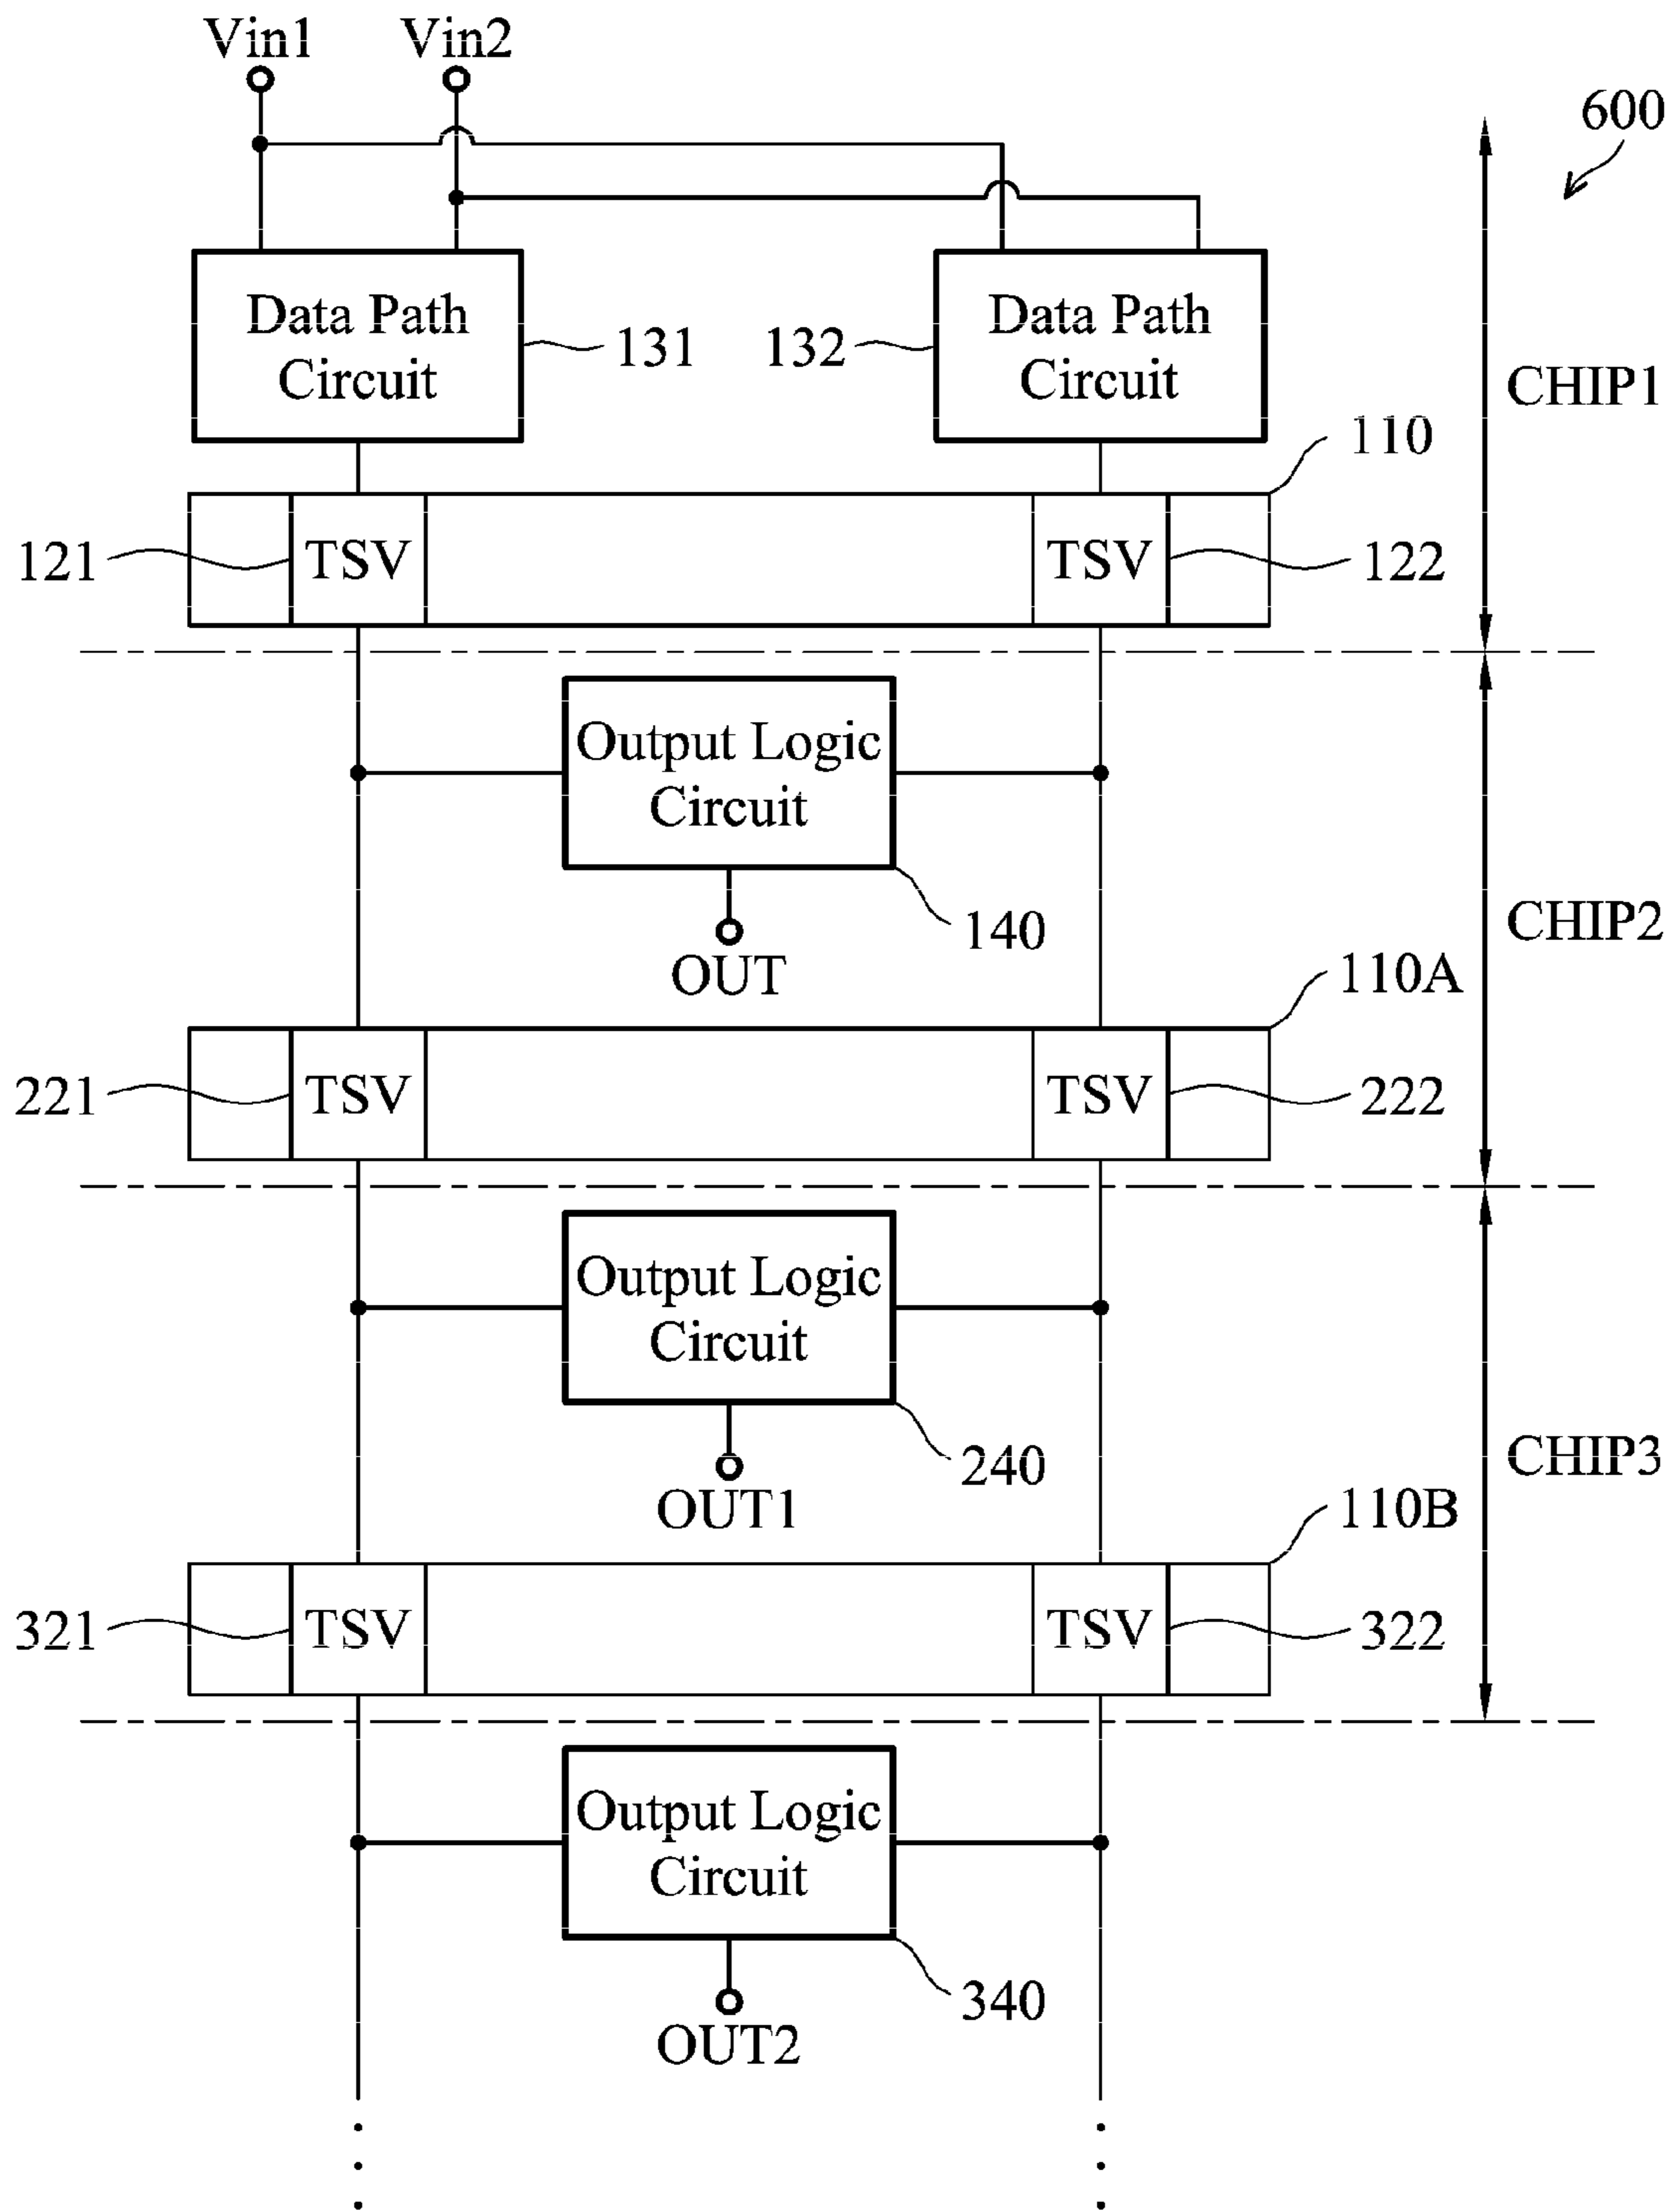 Vin1 Vin2
600
Data Path
Circuit
131
132
Data Path
Circuit
CHIP1
110
121
TSV
TSV
122
Output Logic
Circuit
140
OUT
CHIP2
110A
221
TSV
TSV
222
Output Logic
Circuit
240
OUT1
CHIP3
110B
321
TSV
TSV
322
Output Logic
Circuit
340
OUT2